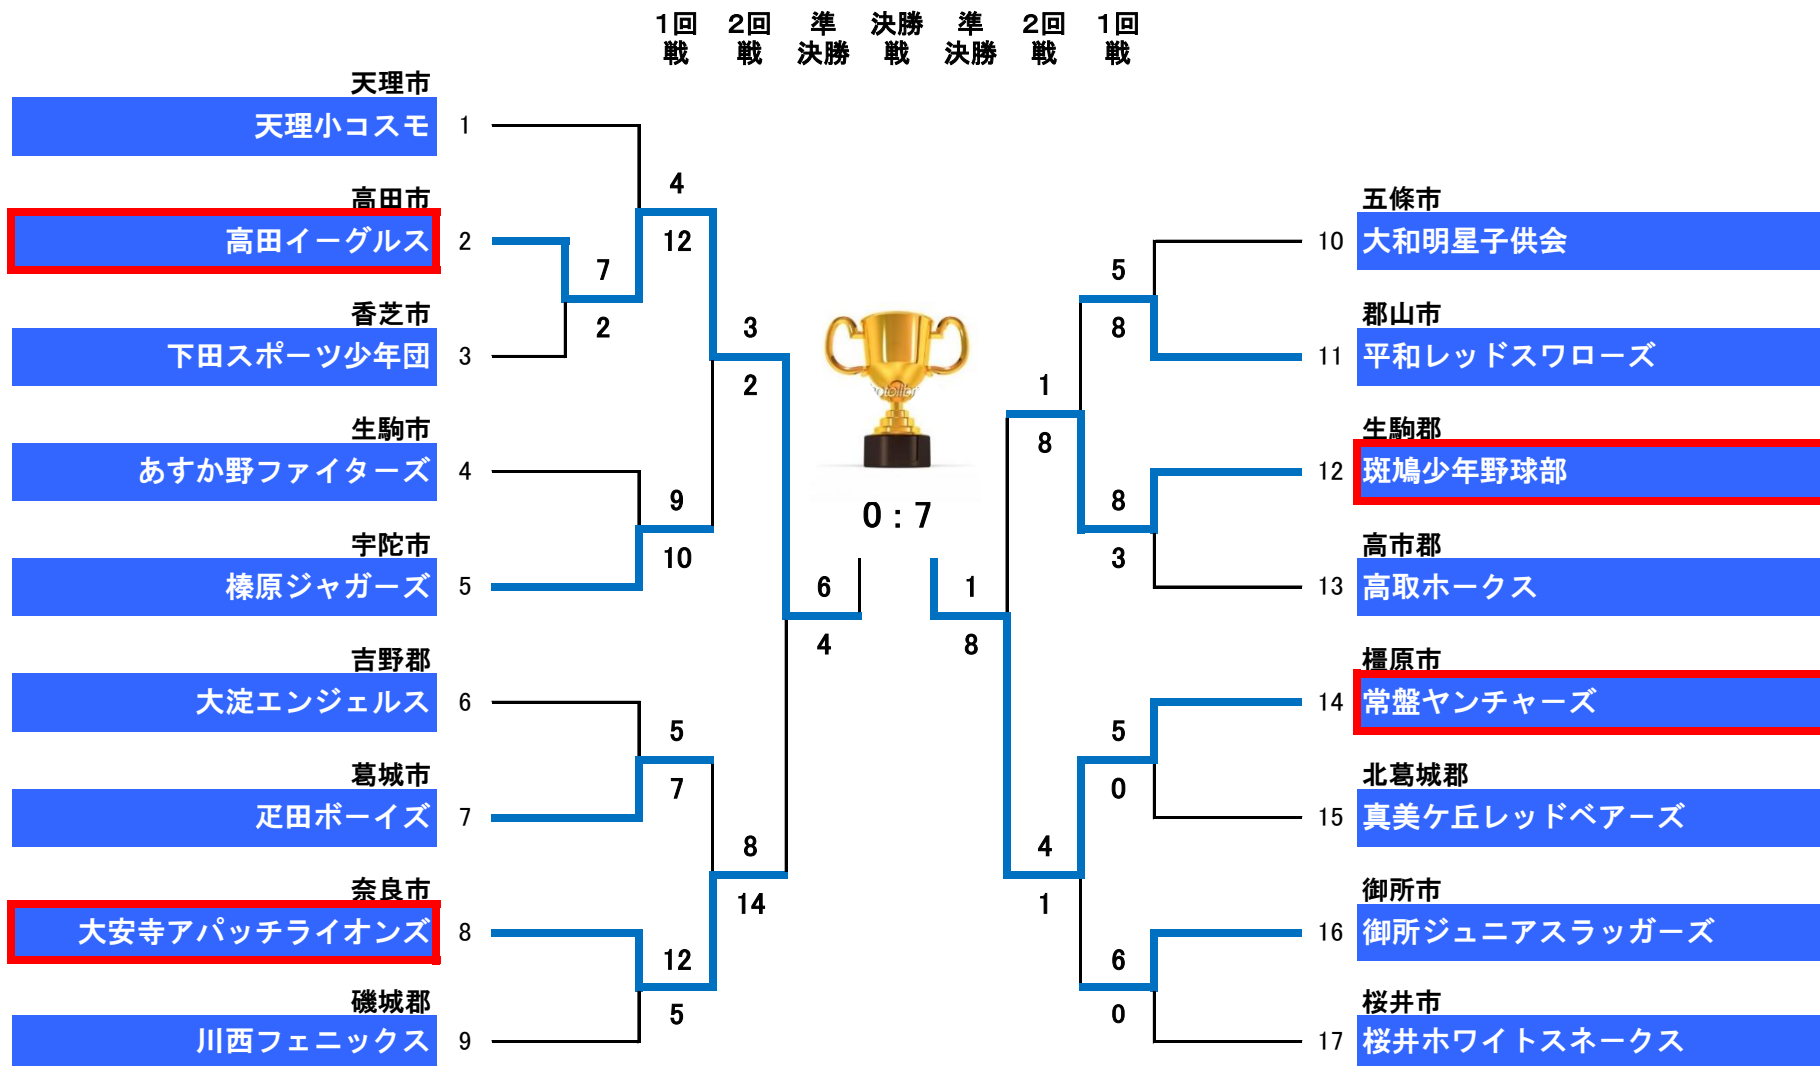 1回戦 2回戦 準決勝 決勝戦 準決勝 2回戦 1回戦
天理市
天理小コスモ 1
4
高田市
高田イーグルス 2
12
7
香芝市
2
下田スポーツ少年団 3
3
2
生駒市
あすか野ファイターズ 4
9
宇陀市
10
榛原ジャガーズ 5
6
4
吉野郡
大淀エンジェルス 6
5
葛城市
7
疋田ボーイズ 7
8
14
奈良市
大安寺アパッチライオンズ 8
12
磯城郡
5
川西フェニックス 9
0:7
五條市
10 大和明星子供会
5
郡山市
8
11 平和レッドスワローズ
1
8
生駒郡
12 斑鳩少年野球部
8
高市郡
3
13 高取ホークス
1
8
橿原市
14 常盤ヤンチャーズ
5
北葛城郡
0
15 真美ケ丘レッドベアーズ
4
1
御所市
16 御所ジュニアスラッガーズ
6
桜井市
0
17 桜井ホワイトスネークス